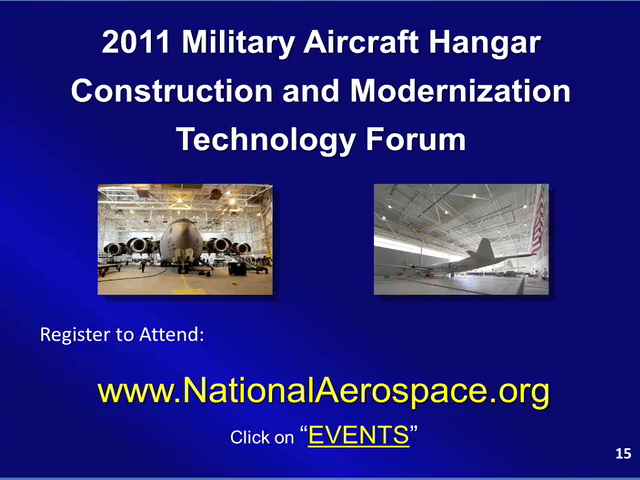 2011 Military Aircraft Hangar
Construction and Modernization
Technology Forum
Register to Attend:
www.NationalAerospace.org
Click on “EVENTS”
15